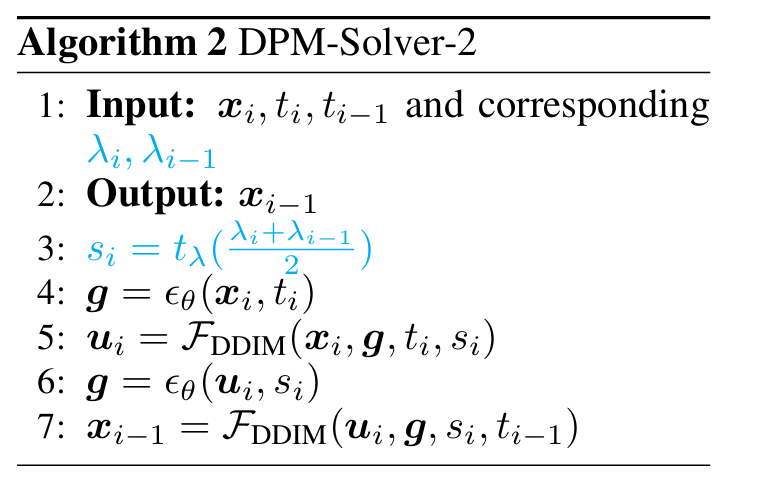 Algorithm 2 DPM-Solver-2
1: Input: $\boldsymbol{x}_i, t_i, t_{i-1}$ and corresponding
$\lambda_i, \lambda_{i-1}$
2: Output: $\boldsymbol{x}_{i-1}$
3: $s_i = t_\lambda(\frac{\lambda_i+\lambda_{i-1}}{2})$
4: $\boldsymbol{g} = \epsilon_\theta(\boldsymbol{x}_i, t_i)$
5: $\boldsymbol{u}_i = \mathcal{F}_{\text{DDIM}}(\boldsymbol{x}_i, \boldsymbol{g}, t_i, s_i)$
6: $\boldsymbol{g} = \epsilon_\theta(\boldsymbol{u}_i, s_i)$
7: $\boldsymbol{x}_{i-1} = \mathcal{F}_{\text{DDIM}}(\boldsymbol{u}_i, \boldsymbol{g}, s_i, t_{i-1})$